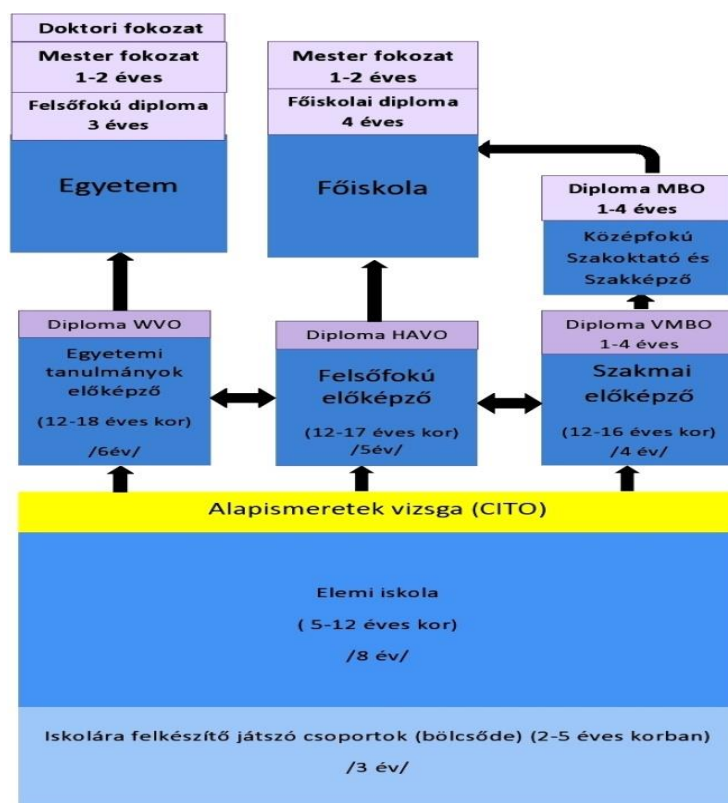 Doktori fokozat
Mester fokozat
1-2 éves
Felsőfokú diploma
3 éves
Egyetem
Mester fokozat
1-2 éves
Főiskolai diploma
4 éves
Főiskola
Diploma MBO
1-4 éves
Középfokú
Szakoktató és
Szakképző
Diploma WVO
Egyetemi
tanulmányok
előképző
(12-18 éves kor)
/6év/
Diploma HAVO
Felsőfokú
előképző
(12-17 éves kor)
/5év/
Diploma VMBO
1-4 éves
Szakmai
előképző
(12-16 éves kor)
/4 év/
Alapismeretek vizsga (CITO)
Elemi iskola
( 5-12 éves kor)
/8 év/
Iskolára felkészítő játszó csoportok (bölcsőde) (2-5 éves korban)
/3 év/